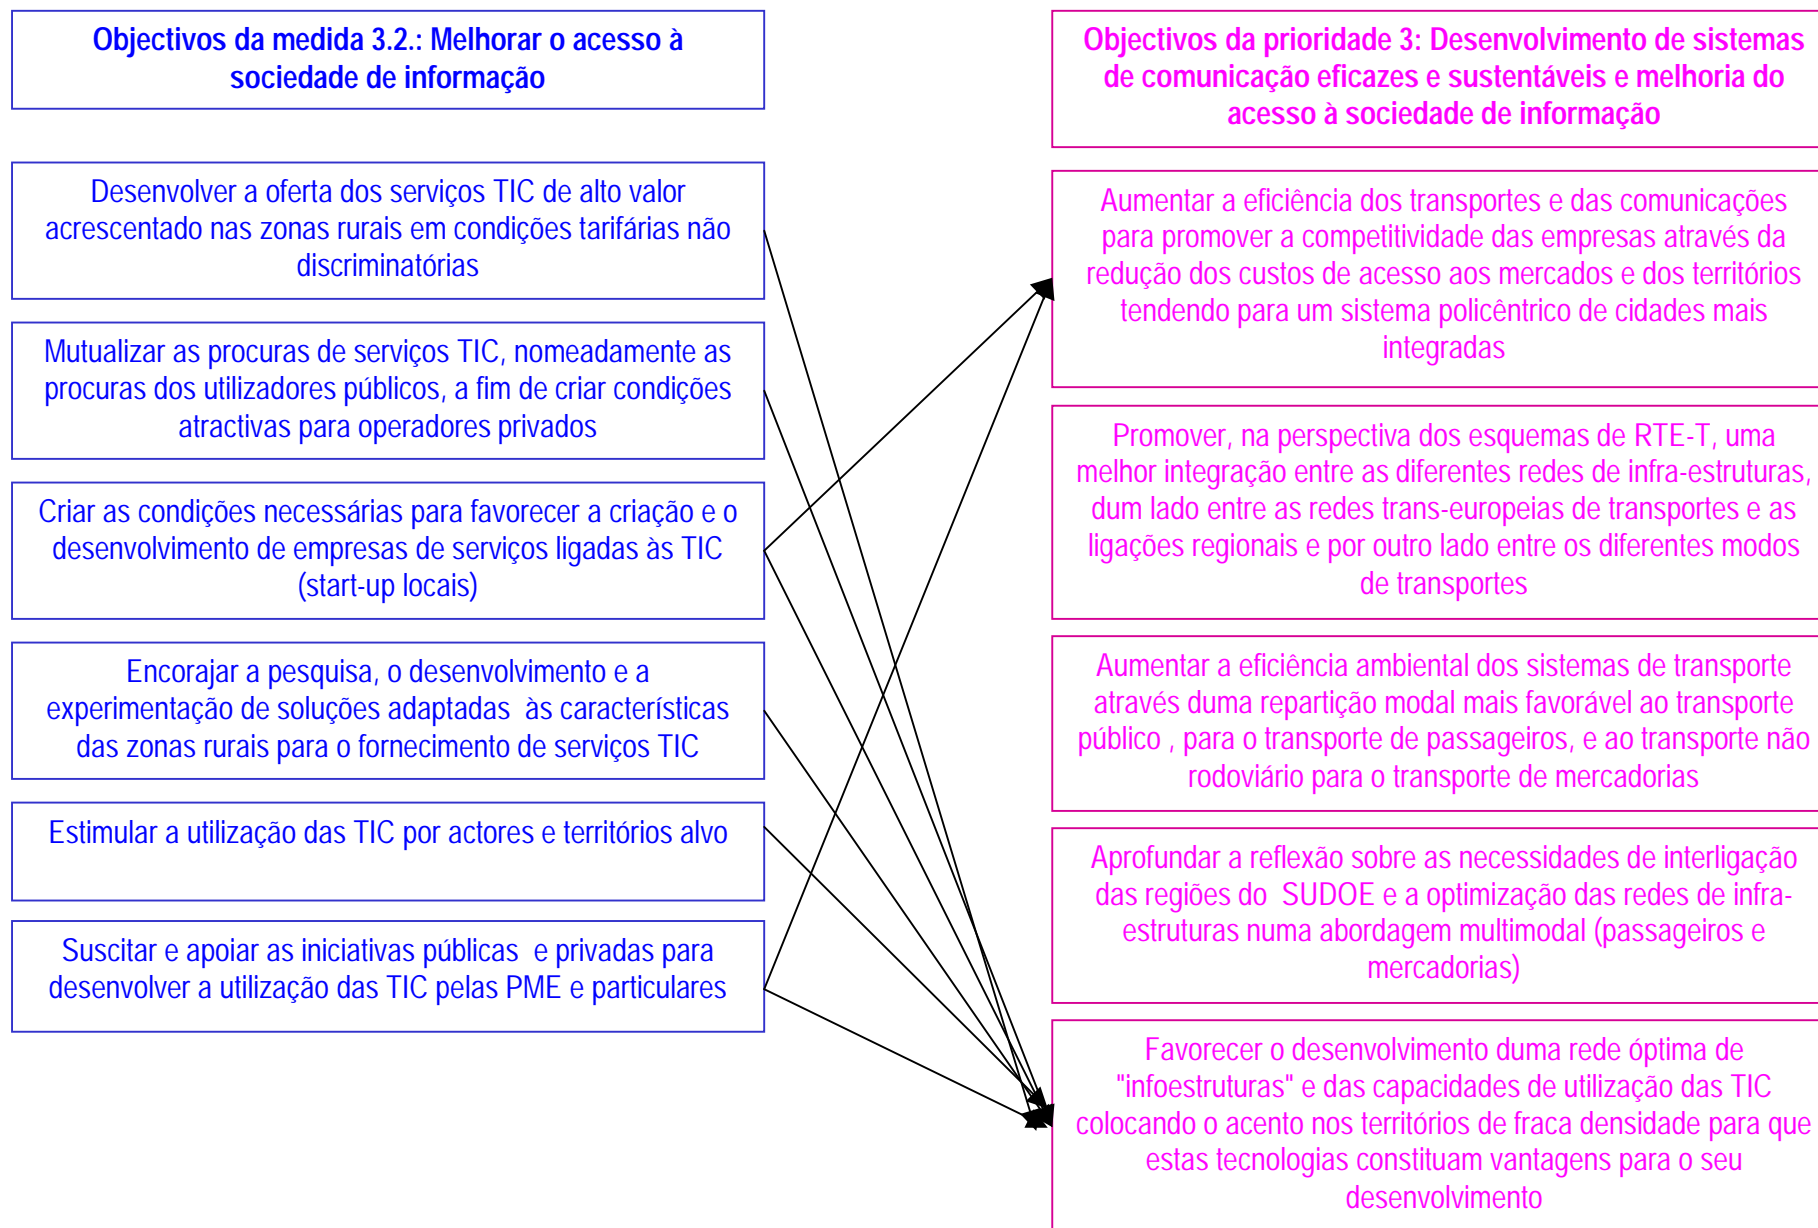 Objectivos da medida 3.2.: Melhorar o acesso à
sociedade de informação
Desenvolver a oferta dos serviços TIC de alto valor
acrescentado nas zonas rurais em condições tarifárias não
discriminatórias
Mutualizar as procuras de serviços TIC, nomeadamente as
procuras dos utilizadores públicos, a fim de criar condições
atractivas para operadores privados
Criar as condições necessárias para favorecer a criação e o
desenvolvimento de empresas de serviços ligadas às TIC
(start-up locais)
Encorajar a pesquisa, o desenvolvimento e a
experimentação de soluções adaptadas  às características
das zonas rurais para o fornecimento de serviços TIC
Estimular a utilização das TIC por actores e territórios alvo
Suscitar e apoiar as iniciativas públicas  e privadas para
desenvolver a utilização das TIC pelas PME e particulares
Objectivos da prioridade 3: Desenvolvimento de sistemas
de comunicação eficazes e sustentáveis e melhoria do
acesso à sociedade de informação
Aumentar a eficiência dos transportes e das comunicações
para promover a competitividade das empresas através da
redução dos custos de acesso aos mercados e dos territórios
tendendo para um sistema policêntrico de cidades mais
integradas
Promover, na perspectiva dos esquemas de RTE-T, uma
melhor integração entre as diferentes redes de infra-estruturas,
dum lado entre as redes trans-europeias de transportes e as
ligações regionais e por outro lado entre os diferentes modos
de transportes
Aumentar a eficiência ambiental dos sistemas de transporte
através duma repartição modal mais favorável ao transporte
público , para o transporte de passageiros, e ao transporte não
rodoviário para o transporte de mercadorias
Aprofundar a reflexão sobre as necessidades de interligação
das regiões do  SUDOE e a optimização das redes de infra-
estruturas numa abordagem multimodal (passageiros e
mercadorias)
Favorecer o desenvolvimento duma rede óptima de
"infoestruturas" e das capacidades de utilização das TIC
colocando o acento nos territórios de fraca densidade para que
estas tecnologias constituam vantagens para o seu
desenvolvimento